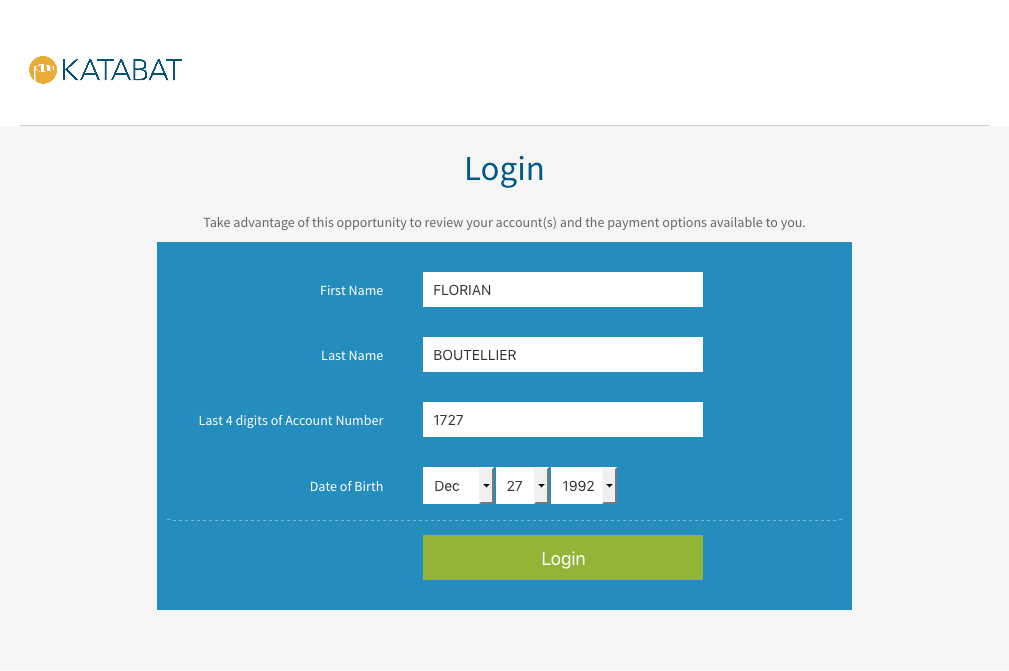 KATABAT
Login
Take advantage of this opportunity to review your account(s) and the payment options available to you.
First Name FLORIAN
Last Name BOUTELLIER
Last 4 digits of Account Number 1727
Date of Birth Dec 27 1992
Login